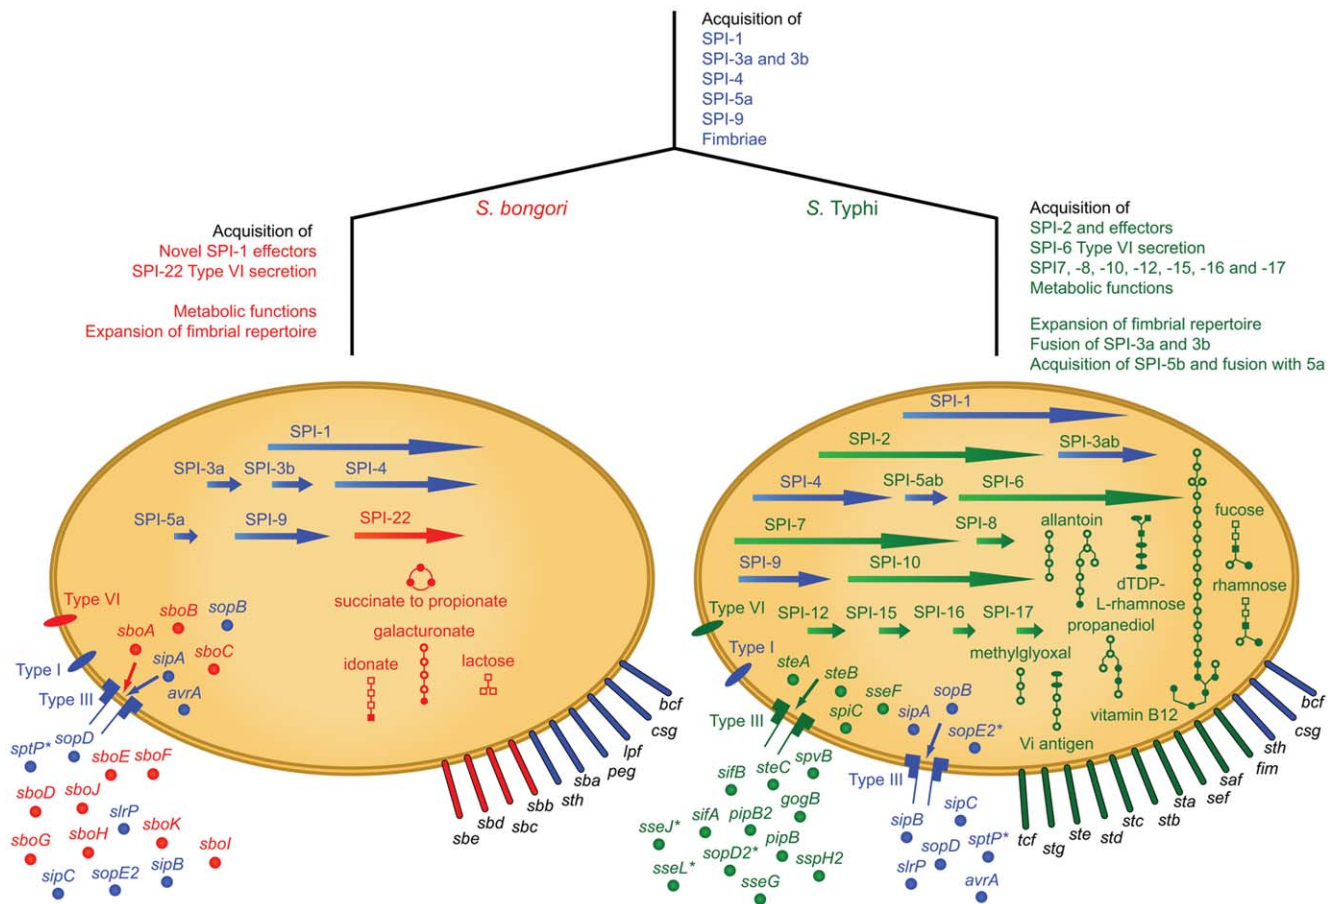 Acquisition of
SPI-1
SPI-3a and 3b
SPI-4
SPI-5a
SPI-9
Fimbriae
S. bongori
S. Typhi
Acquisition of
Novel SPI-1 effectors
SPI-22 Type VI secretion
Metabolic functions
Expansion of fimbrial repertoire
Acquisition of
SPI-2 and effectors
SPI-6 Type VI secretion
SPI7, -8, -10, -12, -15, -16 and -17
Metabolic functions
Expansion of fimbrial repertoire
Fusion of SPI-3a and 3b
Acquisition of SPI-5b and fusion with 5a
SPI-1
SPI-3a
SPI-3b
SPI-4
SPI-5a
SPI-9
SPI-22
succinate to propionate
galacturonate
idonate
lactose
Type VI
sboB
sopB
sboA
Type I
sipA
sboC
Type III
avrA
sptP*
sopD
sboE
sboF
sboD
sboJ
slrP
sboK
sboG
sboH
sboI
sipC
sopE2
sipB
sbe
sbd
sbc
sbb
sth
sba
peg
lpf
csg
bcf
SPI-1
SPI-2
SPI-3ab
SPI-4
SPI-5ab
SPI-6
SPI-7
SPI-8
SPI-9
SPI-10
SPI-12
SPI-15
SPI-16
SPI-17
allantoin
fucose
dTDP-
L-rhamnose
rhamnose
propanediol
methylglyoxal
vitamin B12
Vi antigen
Type VI
Type I
steA
steB
sseF
spiC
Type III
sopB
sipA
sopE2*
Type III
sifB
steC
spvB
sifA
pipB2
gogB
sseJ*
sopD2*
pipB
sseL*
sseG
sspH2
sipB
sipC
slrP
sopD
sptP*
avrA
tcf
stg
ste
std
stc
stb
sta
sef
saf
fim
sth
csg
bcf